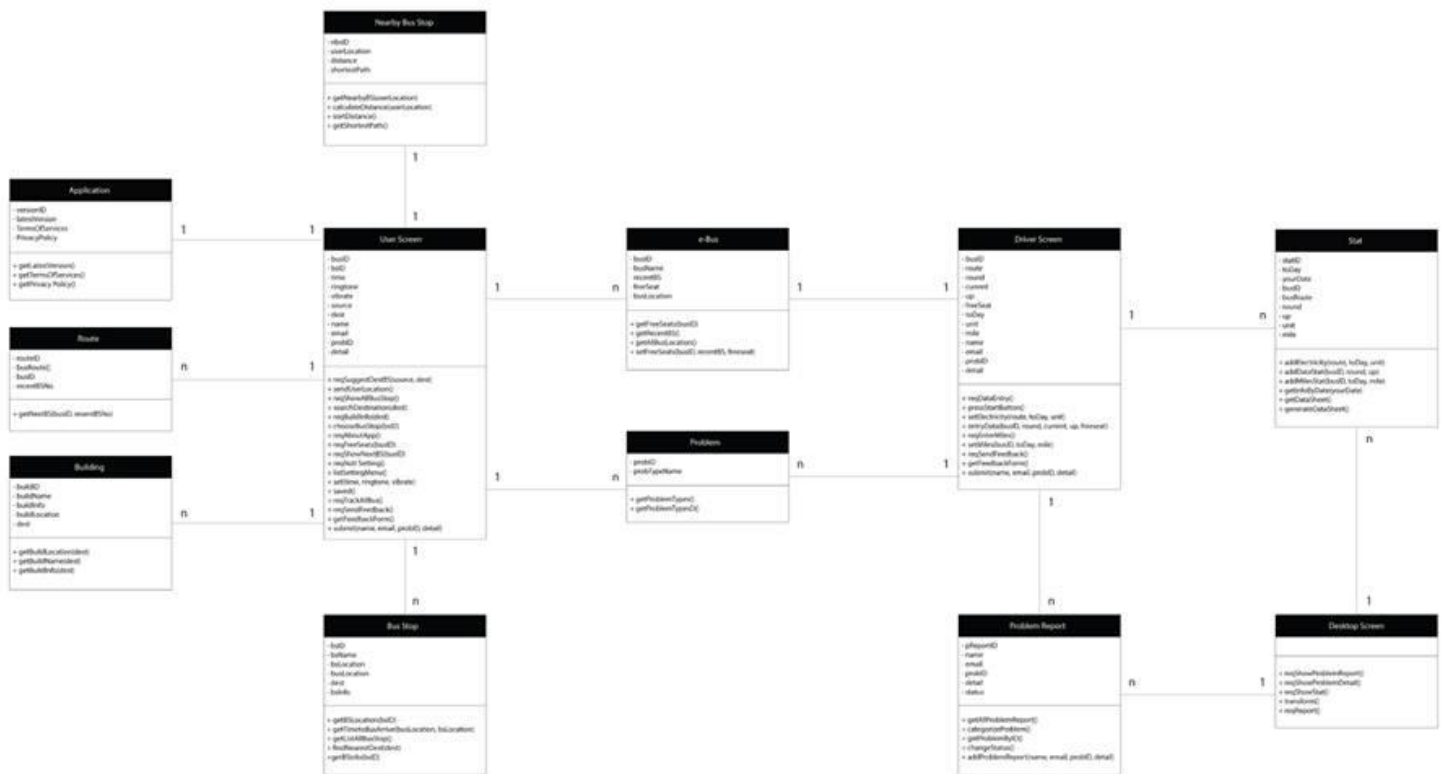 Nearby Bus Stop
- nbsID
- userLocation
- distance
- shortestPath
+ getNearbyBS(userLocation)
+ calculateDistance(userLocation)
+ sortDistance()
+ getShortestPath()
1
1
Application
- versionID
- latestVersion
- TermsOfServices
- PrivacyPolicy
+ getLatestVersion()
+ getTermsOfServices()
+ getPrivacy Policy()
1
1
Route
- routeID
- busRoute[
- busID
- recentBSNo
+ getNextBS(busID, recentBSNo)
n
1
Building
- buildID
- buildName
- buildInfo
- buildLocation
- dest
+ getBuildLocation(dest)
+ getBuildName(dest)
+ getBuildInfo(dest)
n
1
User Screen
- busID
- bsID
- time
- ringtone
- vibrate
- source
- dest
- name
- email
- probID
- detail
+ reqSuggestDestBS(source, dest)
+ sendUserLocation()
+ reqShowAllBusStop()
+ searchDestination(dest)
+ reqBuildInfo(dest)
+ chooseBusStop(bsID)
+ reqAboutApp()
+ reqFreeSeats(busID)
+ reqShowNextBS(busID)
+ reqNoti Setting()
+ listSettingMenu()
+ set(time, ringtone, vibrate)
+ saved()
+ reqTrackAllBus()
+ reqSendFeedback()
+ getFeedbackForm()
+ submit(name, email, probID, detail)
1
n
1
n
1
n
Bus Stop
- bsID
- bsName
- bsLocation
- busLocation
- dest
- bsInfo
+ getBSLocation(bsID)
+ getTimetoBusArrive(busLocation, bsLocation)
+ getListAllBusStop()
+ findNearestDest(dest)
+getBSInfo(bsID)
e-Bus
- busID
- busName
- recentBS
- freeSeat
- busLocation
+ getFreeSeats(busID)
+ getRecentBS()
+ getAllBusLocation()
+ setFreeSeats(busID, recentBS, freeseat)
1
1
Problem
- probID
- probTypeName
+ getProblemTypes()
+ getProblemTypesID()
n
1
Driver Screen
- busID
- route
- round
- current
- up
- freeSeat
- toDay
- unit
- mile
- name
- email
- probID
- detail
+ reqDataEntry()
+ pressStartButton()
+ setElectricity(route, toDay, unit)
+ entryData(busID, round, current, up, freeseat)
+ reqEnterMiles()
+ setMiles(busID, toDay, mile)
+ reqSendFeedback()
+ getFeedbackForm()
+ submit(name, email, probID, detail)
1
n
1
n
Stat
- statID
- toDay
- yourDate
- busID
- busRoute
- round
- up
- unit
- mile
+ addElectricity(route, toDay, unit)
+ addDataStat(busID, round, up)
+ addMilesStat(busID, toDay, mile)
+ getInfoByDate(yourDate)
+ getDataSheet()
+ generateDataSheet()
n
1
Problem Report
- pReportID
- name
- email
- probID
- detail
- status
+ getAllProblemReport()
+ categorizeProblem()
+ getProblemByID()
+ changeStatus()
+ addProblemReport(name, email, probID, detail)
n
1
Desktop Screen
+ reqShowProblemReport()
+ reqShowProblemDetail()
+ reqShowStat()
+ transform()
+ reqReport()